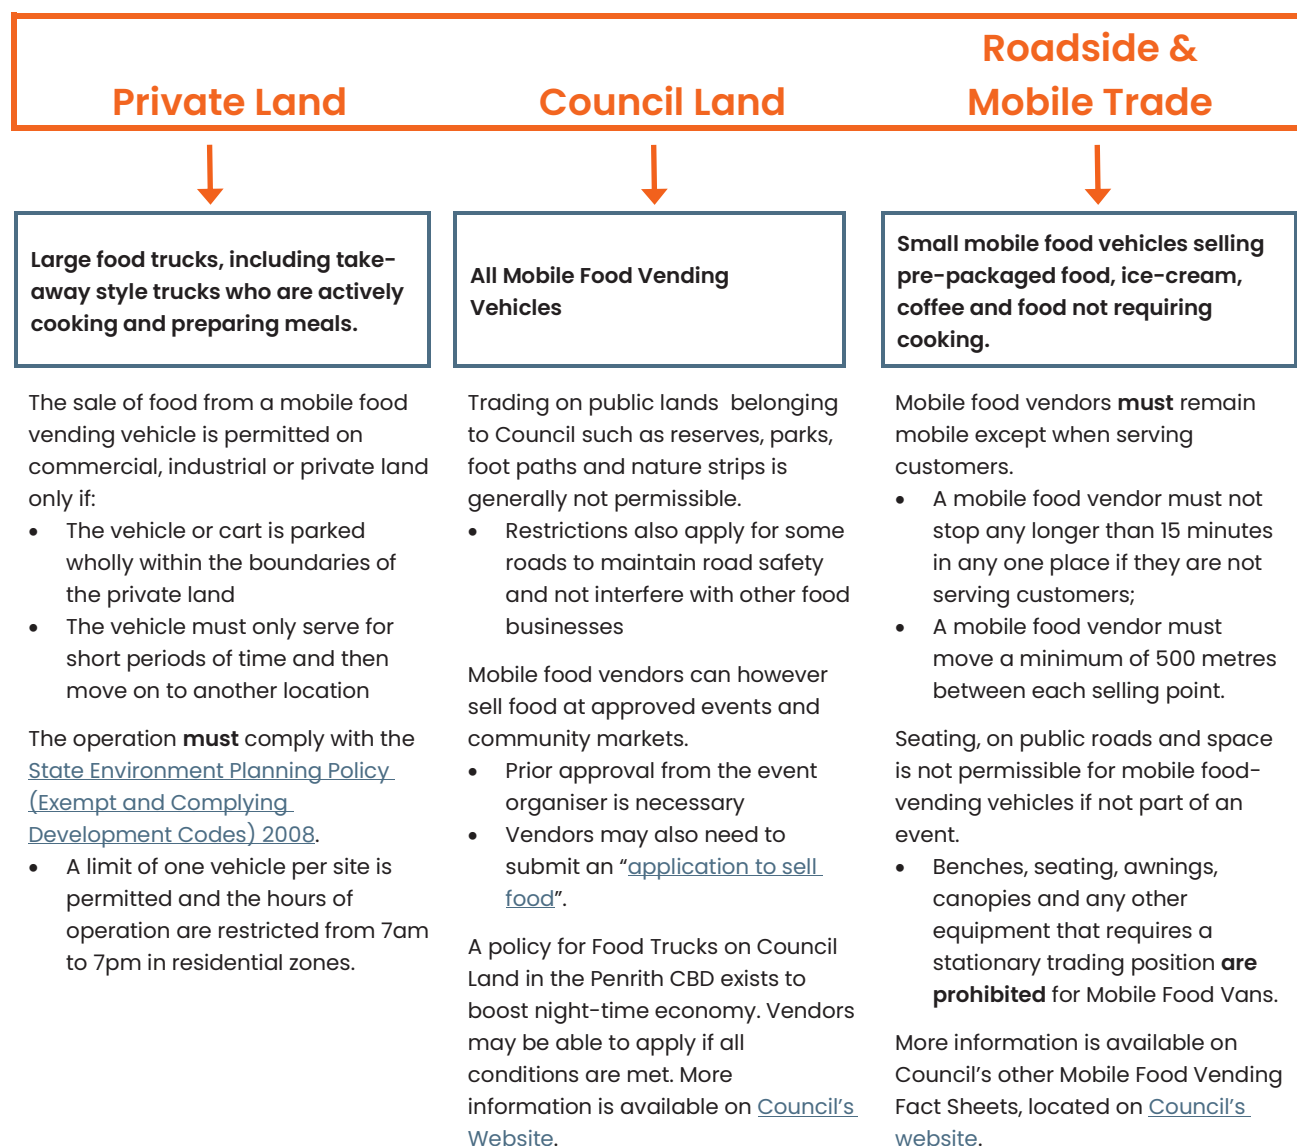 Private Land
Council Land
Roadside &
Mobile Trade
Large food trucks, including take-
away style trucks who are actively
cooking and preparing meals.
The sale of food from a mobile food
vending vehicle is permitted on
commercial, industrial or private land
only if:
• The vehicle or cart is parked
wholly within the boundaries of
the private land
• The vehicle must only serve for
short periods of time and then
move on to another location
The operation must comply with the
State Environment Planning Policy
(Exempt and Complying
Development Codes) 2008.
• A limit of one vehicle per site is
permitted and the hours of
operation are restricted from 7am
to 7pm in residential zones.
All Mobile Food Vending
Vehicles
Trading on public lands belonging
to Council such as reserves, parks,
foot paths and nature strips is
generally not permissible.
• Restrictions also apply for some
roads to maintain road safety
and not interfere with other food
businesses
Mobile food vendors can however
sell food at approved events and
community markets.
• Prior approval from the event
organiser is necessary
• Vendors may also need to
submit an “application to sell
food”.
A policy for Food Trucks on Council
Land in the Penrith CBD exists to
boost night-time economy. Vendors
may be able to apply if all
conditions are met. More
information is available on Council’s
Website.
Small mobile food vehicles selling
pre-packaged food, ice-cream,
coffee and food not requiring
cooking.
Mobile food vendors must remain
mobile except when serving
customers.
• A mobile food vendor must not
stop any longer than 15 minutes
in any one place if they are not
serving customers;
• A mobile food vendor must
move a minimum of 500 metres
between each selling point.
Seating, on public roads and space
is not permissible for mobile food-
vending vehicles if not part of an
event.
• Benches, seating, awnings,
canopies and any other
equipment that requires a
stationary trading position are
prohibited for Mobile Food Vans.
More information is available on
Council’s other Mobile Food Vending
Fact Sheets, located on Council’s
website.